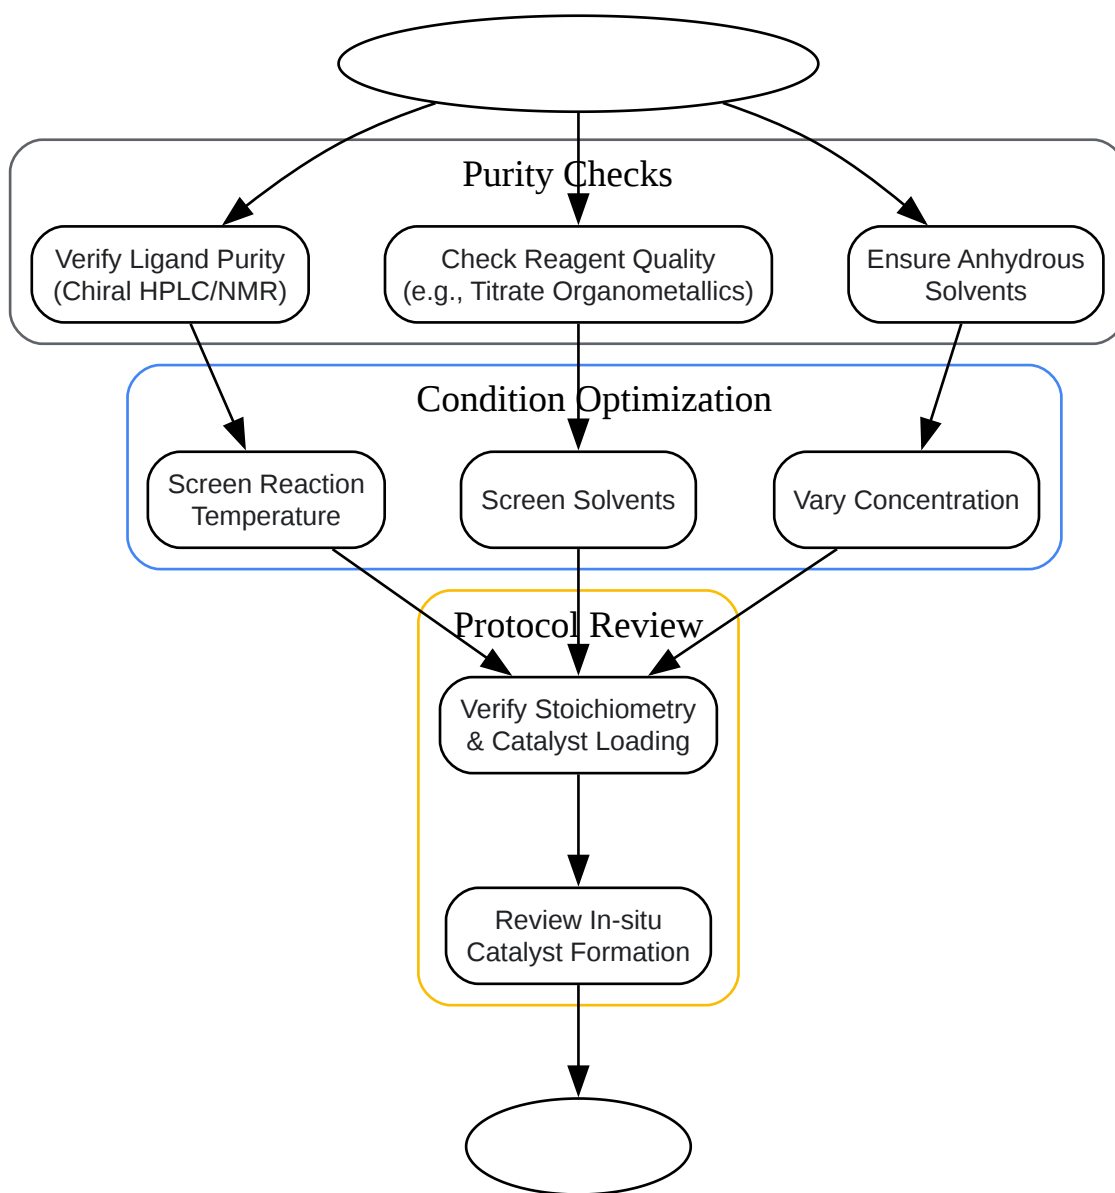 Purity Checks
Verify Ligand Purity
(Chiral HPLC/NMR)
Check Reagent Quality
(e.g., Titrate Organometallics)
Ensure Anhydrous
Solvents
Condition Optimization
Screen Reaction
Temperature
Screen Solvents
Vary Concentration
Protocol Review
Verify Stoichiometry
& Catalyst Loading
Review In-situ
Catalyst Formation